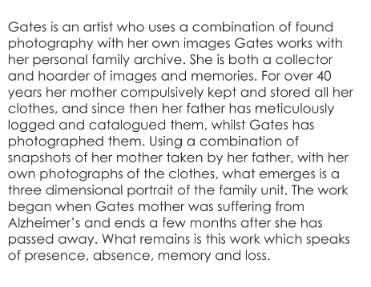 Gates is an artist who uses a combination of found
photography with her own images Gates works with
her personal family archive. She is both a collector
and hoarder of images and memories. For over 40
years her mother compulsively kept and stored all her
clothes, and since then her father has meticulously
logged and catalogued them, whilst Gates has
photographed them. Using a combination of
snapshots of her mother taken by her father, with her
own photographs of the clothes, what emerges is a
three dimensional portrait of the family unit. The work
began when Gates mother was suffering from
Alzheimer's and ends a few months after she has
passed away. What remains is this work which speaks
of presence, absence, memory and loss.